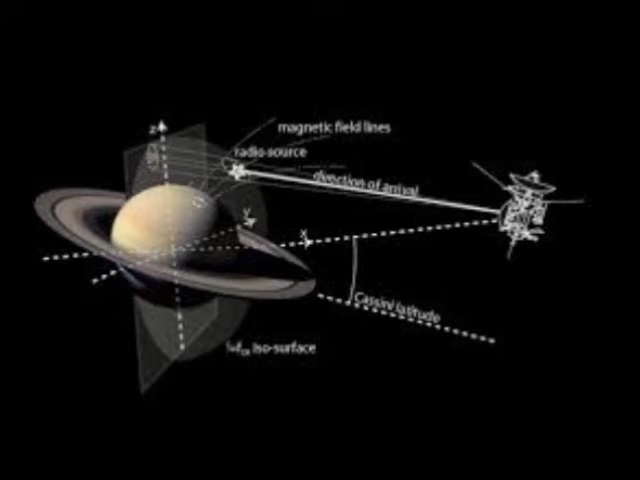 z
magnetic field lines
radio source
direction of arrival
y
x
Cassini latitude
iso-surface